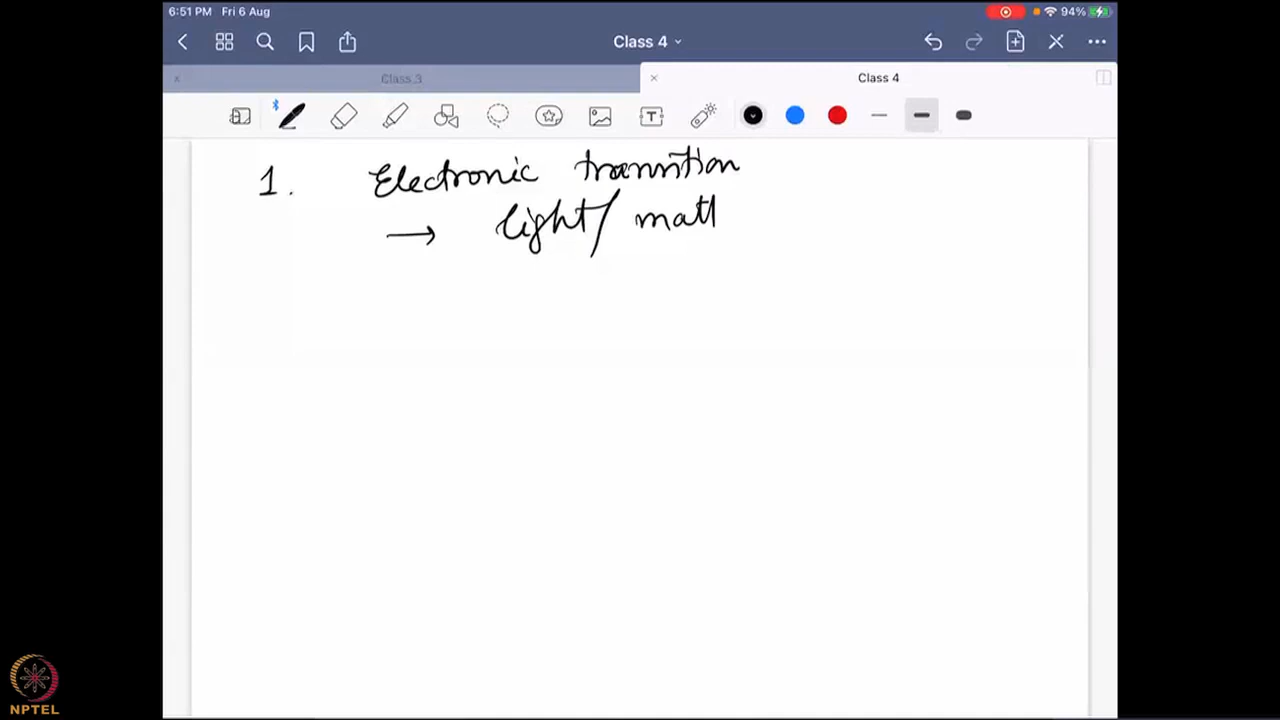 6:51 PM Fri 6 Aug 94%
Class 4
Class 3 Class 4
1. Electronic transition
→ light/ matt
NPTEL